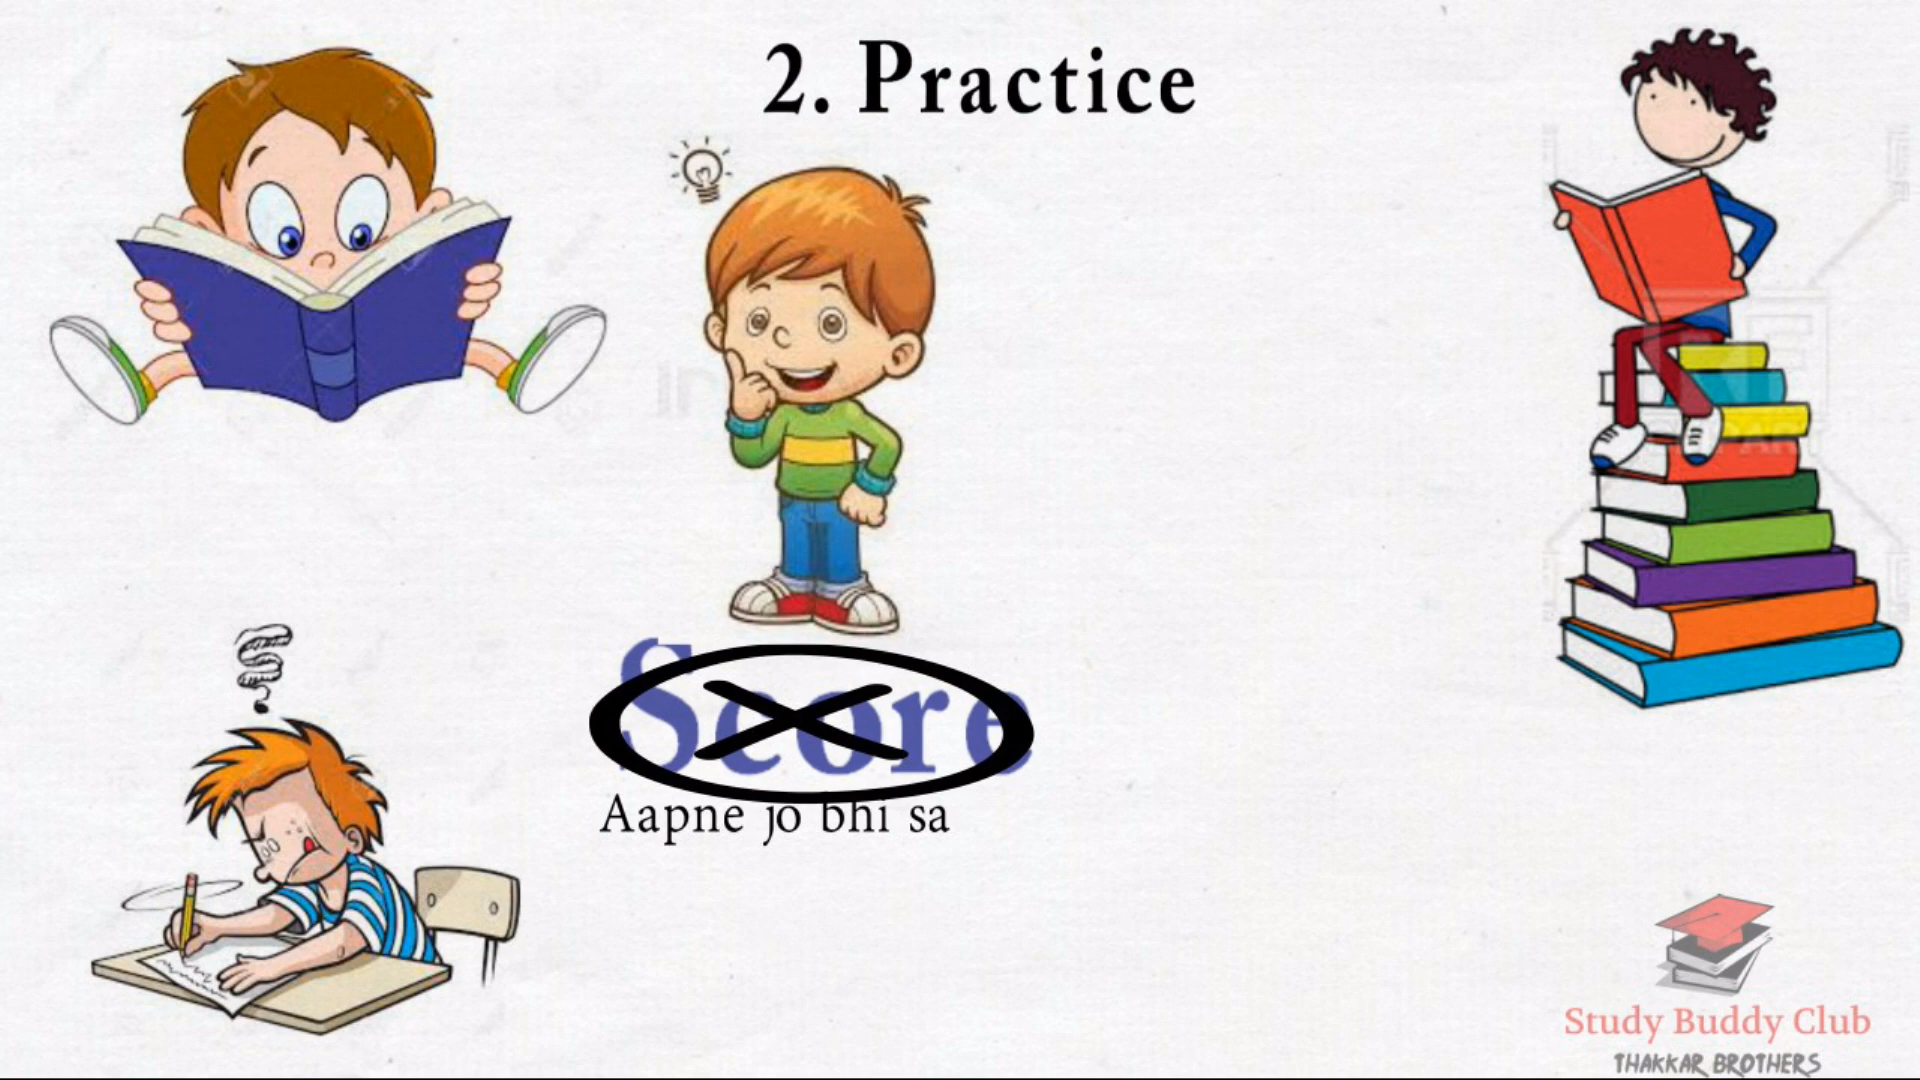 2. Practice
Score
Aapne jo bhi sa
Study Buddy Club
THAKKAR BROTHERS